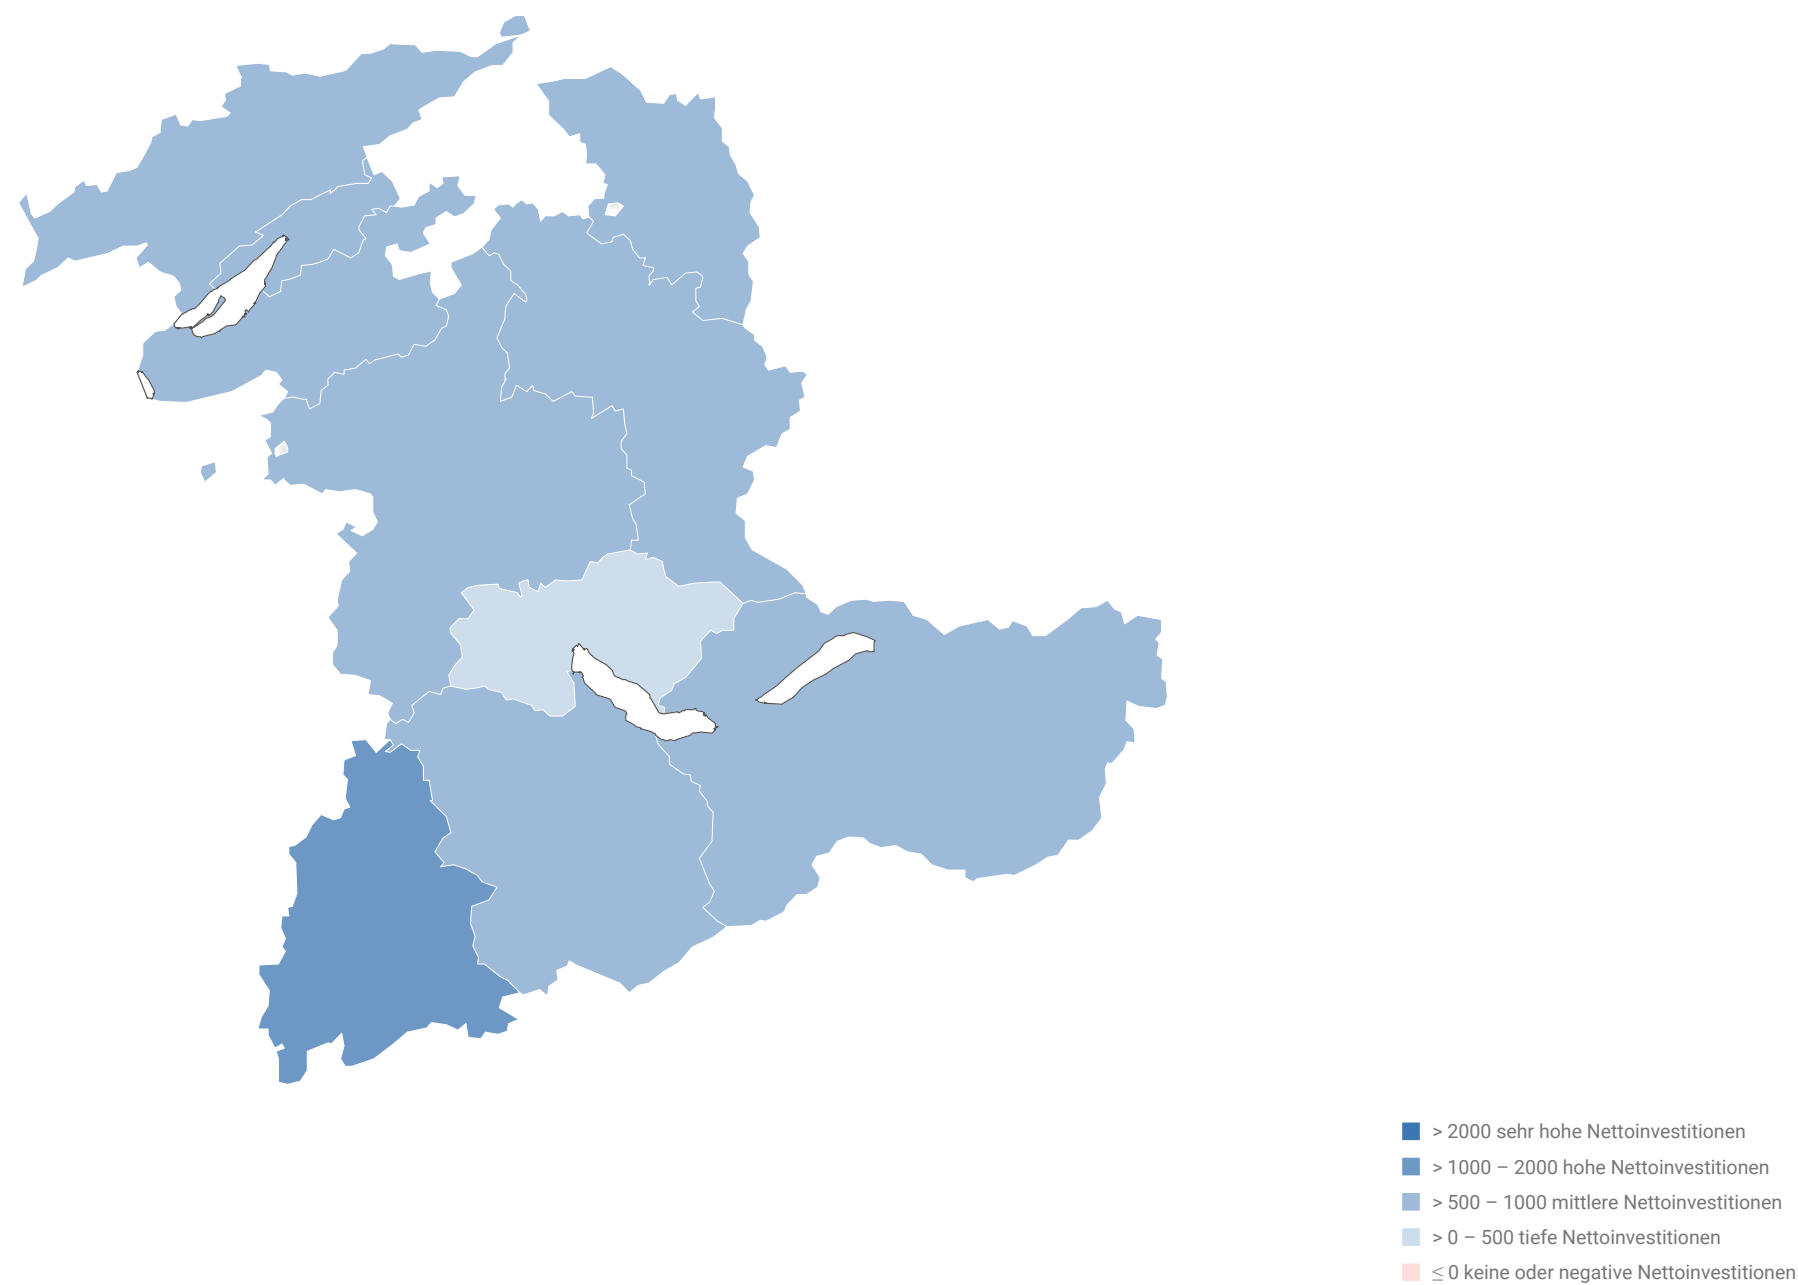 > 2000 sehr hohe Nettoinvestitionen
> 1000 – 2000 hohe Nettoinvestitionen
> 500 – 1000 mittlere Nettoinvestitionen
> 0 – 500 tiefe Nettoinvestitionen
≤ 0 keine oder negative Nettoinvestitionen